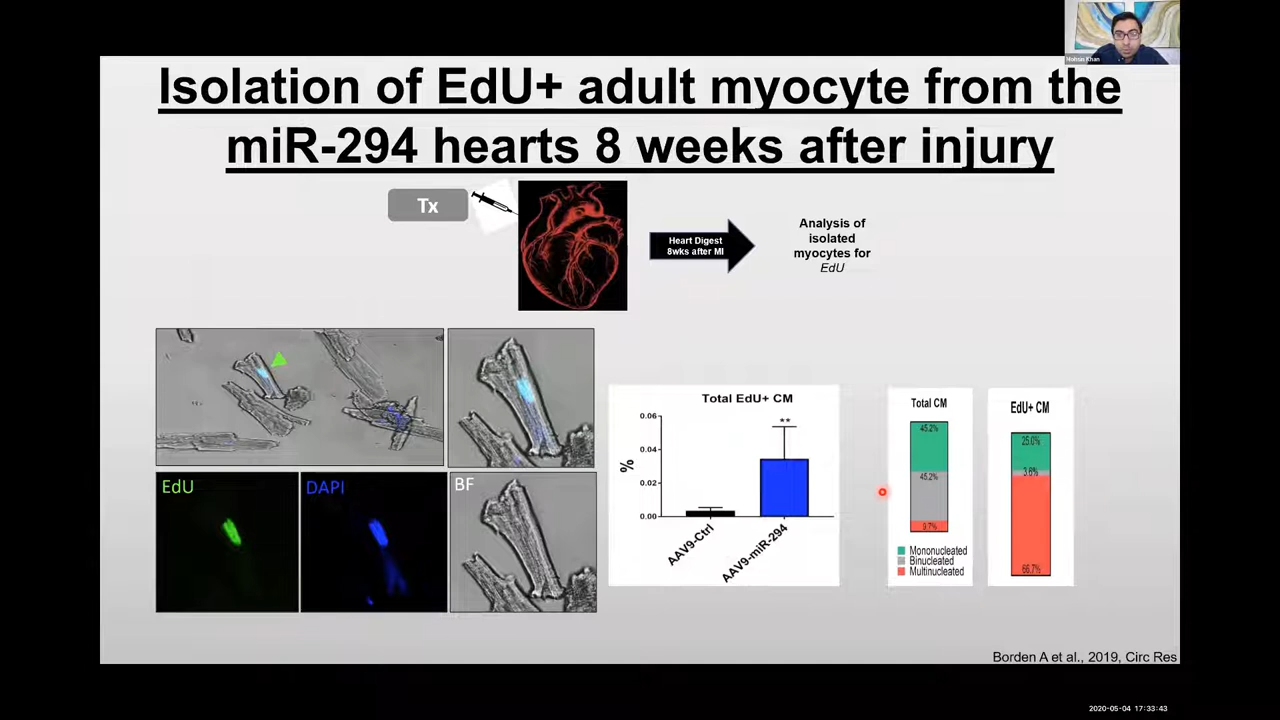 Mohsin Khan
Isolation of EdU+ adult myocyte from the
miR-294 hearts 8 weeks after injury
Tx
Heart Digest
8wks after MI
Analysis of
isolated
myocytes for
EdU
EdU
DAPI
BF
Total EdU+ CM
%
0.06
0.04
0.02
0.00
**
AAV9-Ctrl
AAV9-miR-294
Total CM
45.2%
45.2%
9.7%
Mononucleated
Binucleated
Multinucleated
EdU+ CM
25.0%
3.6%
66.7%
Borden A et al., 2019, Circ Res
2020-05-04 17:33:43